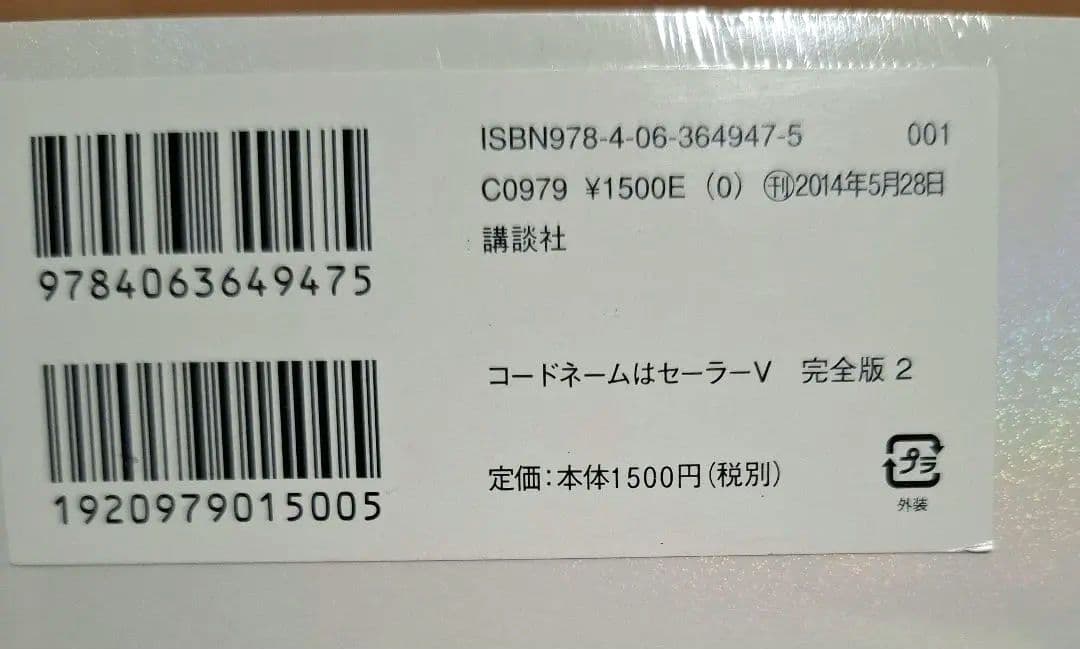 9784063649475
1920979015005
ISBN978-4-06-364947-5 001
C0979 ¥1500E (0) ㊞2014年5月28日
講談社
コードネームはセーラーV 完全版 2
定価:本体1500円(税別)
プラ
外装